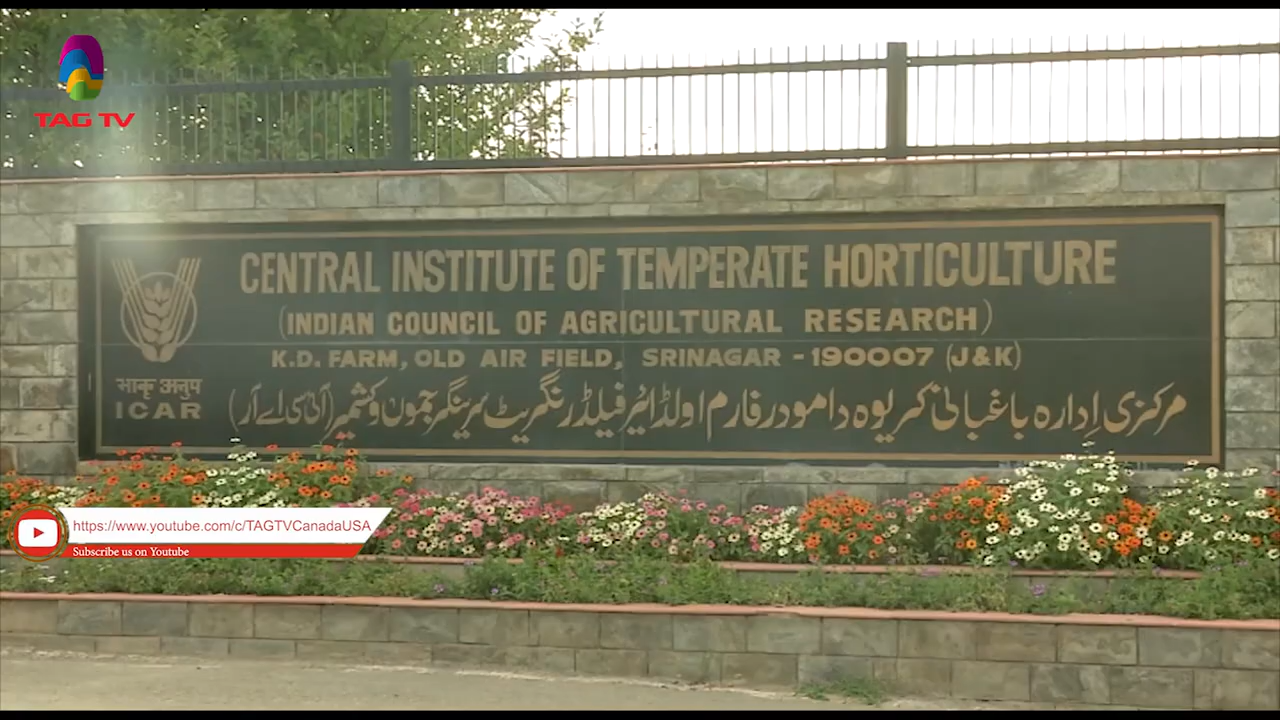 TAG TV
CENTRAL INSTITUTE OF TEMPERATE HORTICULTURE
(INDIAN COUNCIL OF AGRICULTURAL RESEARCH)
K.D. FARM, OLD AIR FIELD, SRINAGAR - 190007 (J&K)
भाकृअनुप
ICAR
مرکزی اِدارہ باغبانی کریوہ دامودر فارم اولڈ ائیر فیلڈ رنگریٹ سرینگر جموں و کشمیر (آئی سی اے آر)
https://www.youtube.com/c/TAGTVCanadaUSA
Subscribe us on Youtube